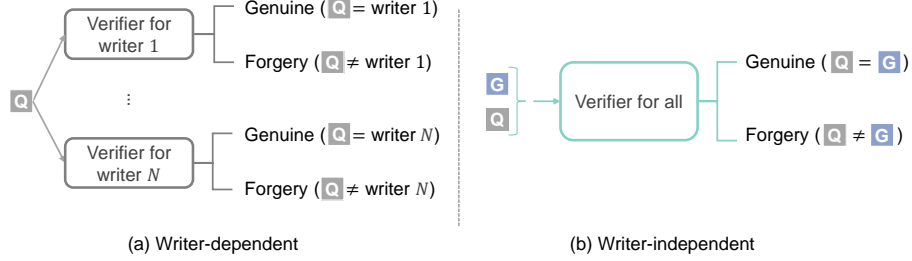 Genuine ( Q = writer 1)
Verifier for
writer 1
Forgery ( Q ≠ writer 1)
Q
⋮
Genuine ( Q = writer N)
Verifier for
writer N
Forgery ( Q ≠ writer N)
(a) Writer-dependent
Genuine ( Q = G )
G
Q
Verifier for all
Forgery ( Q ≠ G )
(b) Writer-independent